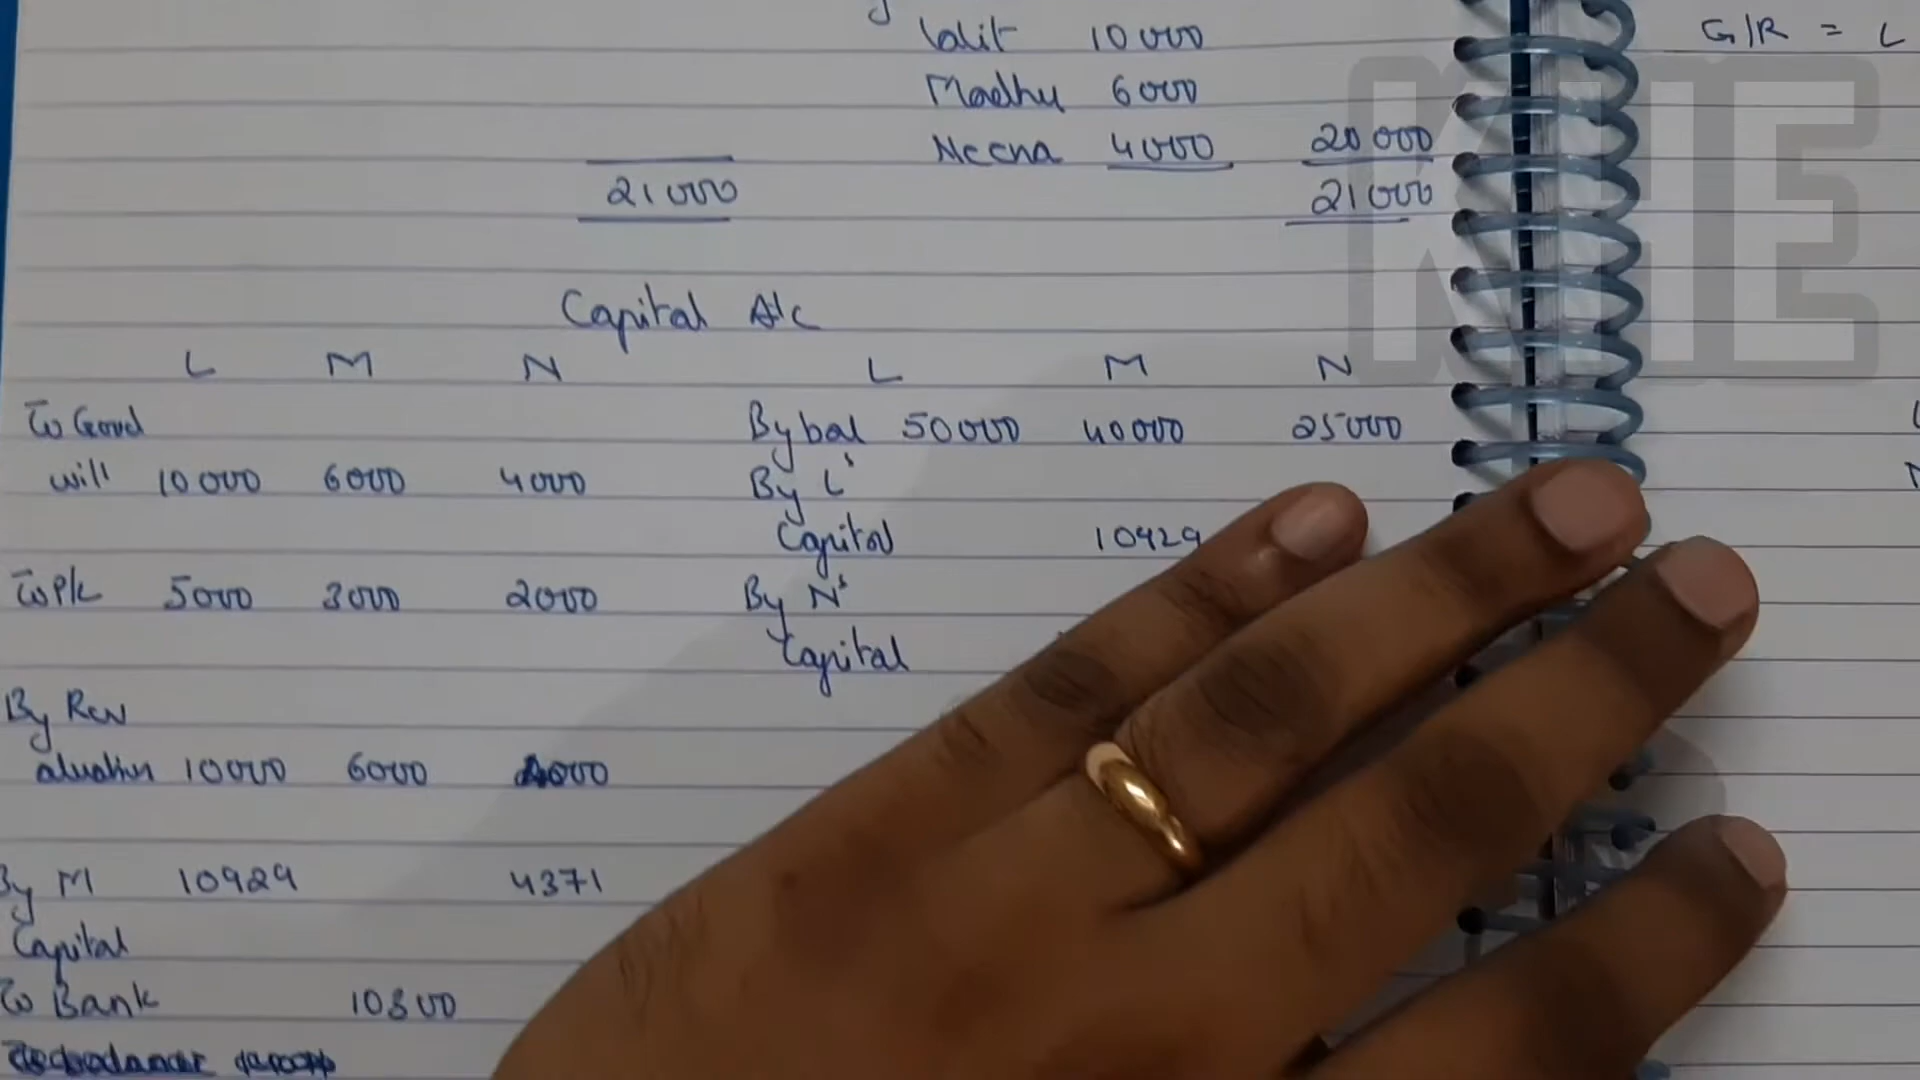 Lalit 10000
G/R = L
Madhu 6000
Neena 4000 20000
21000 21000
Capital A/c
L M N L M N
To Good
will 10000 6000 4000
By bal 50000 40000 25000
By L's
Capital 10929
To P/L 5000 3000 2000
By N's
Capital
By Rev
aluation 10000 6000 4000
By M 10929 4371
Capital
To Bank 10300
KHE